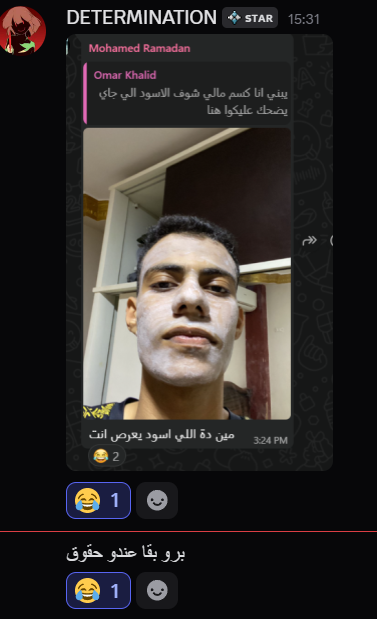 DETERMINATION STAR 15:31
Mohamed Ramadan
Omar Khalid
يبني انا كسم مالي شوف الاسود الي جاي
يضحك عليكوا هنا
مين دة اللي اسود يعرص انت
3:24 PM
😂 2
😂 1
برو بقا عندو حقوق
😂 1